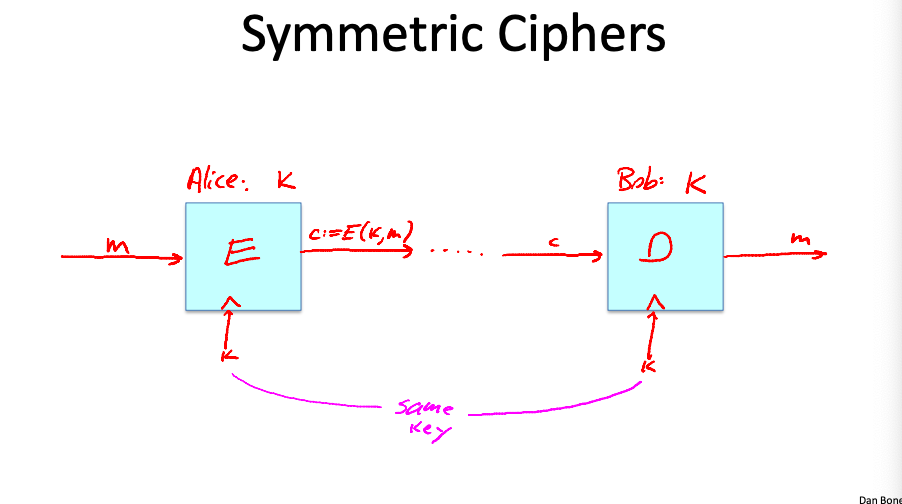 Symmetric Ciphers
Alice: K
Bob: K
m
E
c:=E(K,m)
.....
c
D
m
K
K
same
key
Dan Bone